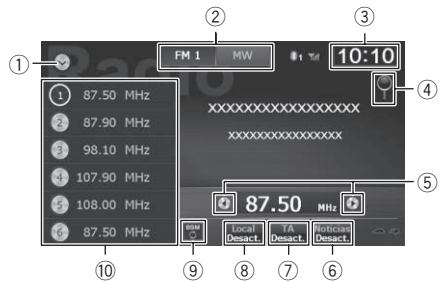 ② ③
① FM 1 MW 1 10:10
Radio
④
1 87.50 MHz
2 87.90 MHz
3 98.10 MHz
4 107.90 MHz
5 108.00 MHz
6 87.50 MHz
XXXXXXXXXXXXXXXXX
XXXXXXXXXXXXXXXX
⑤
87.50 MHz
BSM Local Desact. TA Desact. Noticias Desact.
⑩ ⑨ ⑧ ⑦ ⑥